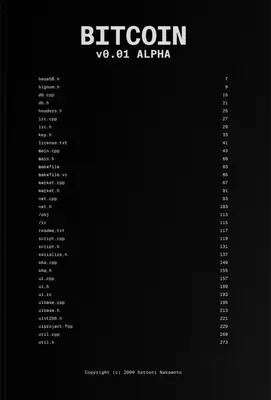 BITCOIN
v0.01 ALPHA
base58.h 7
bignum.h 9
db.cpp 16
db.h 21
headers.h 26
irc.cpp 27
irc.h 29
key.h 33
license.txt 41
main.cpp 43
main.h 69
makefile 83
makefile.vc 85
market.cpp 87
market.h 91
net.cpp 93
net.h 103
/obj 113
/rc 115
readme.txt 117
script.cpp 119
script.h 131
serialize.h 137
sha.cpp 149
sha.h 155
ui.cpp 157
ui.h 189
ui.rc 193
uibase.cpp 195
uibase.h 213
uint256.h 221
uiproject.fbp 229
util.cpp 269
util.h 273
Copyright (c) 2009 Satoshi Nakamoto